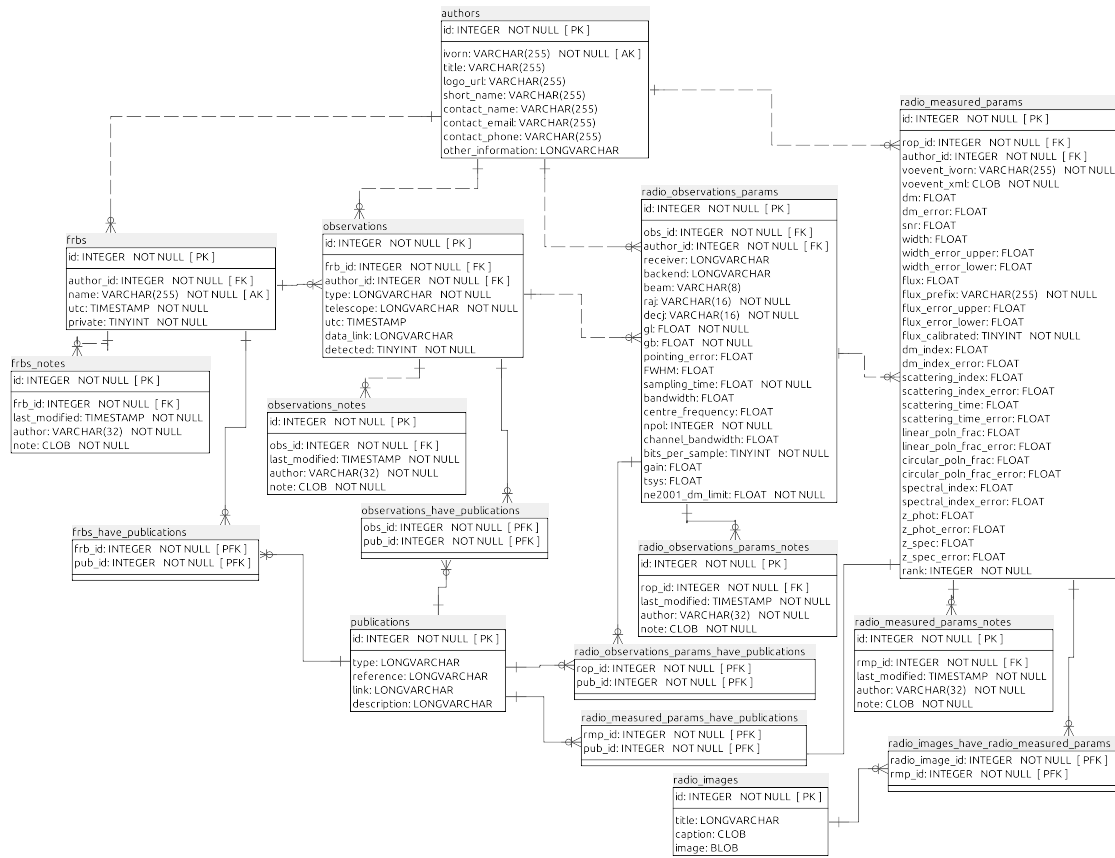 authors
id: INTEGER NOT NULL [ PK ]
ivorn: VARCHAR(255) NOT NULL [ AK ]
title: VARCHAR(255)
logo_url: VARCHAR(255)
short_name: VARCHAR(255)
contact_name: VARCHAR(255)
contact_email: VARCHAR(255)
contact_phone: VARCHAR(255)
other_information: LONGVARCHAR
radio_measured_params
id: INTEGER NOT NULL [ PK ]
rop_id: INTEGER NOT NULL [ FK ]
author_id: INTEGER NOT NULL [ FK ]
voevent_ivorn: VARCHAR(255) NOT NULL
voevent_xml: CLOB NOT NULL
dm: FLOAT
dm_error: FLOAT
snr: FLOAT
width: FLOAT
width_error_upper: FLOAT
width_error_lower: FLOAT
flux: FLOAT
flux_prefix: VARCHAR(255) NOT NULL
flux_error_upper: FLOAT
flux_error_lower: FLOAT
flux_calibrated: TINYINT NOT NULL
dm_index: FLOAT
dm_index_error: FLOAT
scattering_index: FLOAT
scattering_index_error: FLOAT
scattering_time: FLOAT
scattering_time_error: FLOAT
linear_poln_frac: FLOAT
linear_poln_frac_error: FLOAT
circular_poln_frac: FLOAT
circular_poln_frac_error: FLOAT
spectral_index: FLOAT
spectral_index_error: FLOAT
z_phot: FLOAT
z_phot_error: FLOAT
z_spec: FLOAT
z_spec_error: FLOAT
rank: INTEGER NOT NULL
radio_observations_params
id: INTEGER NOT NULL [ PK ]
obs_id: INTEGER NOT NULL [ FK ]
author_id: INTEGER NOT NULL [ FK ]
receiver: LONGVARCHAR
backend: LONGVARCHAR
beam: VARCHAR(8)
raj: VARCHAR(16) NOT NULL
decj: VARCHAR(16) NOT NULL
gl: FLOAT NOT NULL
gb: FLOAT NOT NULL
pointing_error: FLOAT
FWHM: FLOAT
sampling_time: FLOAT NOT NULL
bandwidth: FLOAT
centre_frequency: FLOAT
npol: INTEGER NOT NULL
channel_bandwidth: FLOAT
bits_per_sample: TINYINT NOT NULL
gain: FLOAT
tsys: FLOAT
ne2001_dm_limit: FLOAT NOT NULL
observations
id: INTEGER NOT NULL [ PK ]
frb_id: INTEGER NOT NULL [ FK ]
author_id: INTEGER NOT NULL [ FK ]
type: LONGVARCHAR NOT NULL
telescope: LONGVARCHAR NOT NULL
utc: TIMESTAMP
data_link: LONGVARCHAR
detected: TINYINT NOT NULL
frbs
id: INTEGER NOT NULL [ PK ]
author_id: INTEGER NOT NULL [ FK ]
name: VARCHAR(255) NOT NULL [ AK ]
utc: TIMESTAMP NOT NULL
private: TINYINT NOT NULL
frbs_notes
id: INTEGER NOT NULL [ PK ]
frb_id: INTEGER NOT NULL [ FK ]
last_modified: TIMESTAMP NOT NULL
author: VARCHAR(32) NOT NULL
note: CLOB NOT NULL
observations_notes
id: INTEGER NOT NULL [ PK ]
obs_id: INTEGER NOT NULL [ FK ]
last_modified: TIMESTAMP NOT NULL
author: VARCHAR(32) NOT NULL
note: CLOB NOT NULL
observations_have_publications
obs_id: INTEGER NOT NULL [ PFK ]
pub_id: INTEGER NOT NULL [ PFK ]
frbs_have_publications
frb_id: INTEGER NOT NULL [ PFK ]
pub_id: INTEGER NOT NULL [ PFK ]
radio_observations_params_notes
id: INTEGER NOT NULL [ PK ]
rop_id: INTEGER NOT NULL [ FK ]
last_modified: TIMESTAMP NOT NULL
author: VARCHAR(32) NOT NULL
note: CLOB NOT NULL
publications
id: INTEGER NOT NULL [ PK ]
type: LONGVARCHAR
reference: LONGVARCHAR
link: LONGVARCHAR
description: LONGVARCHAR
radio_measured_params_notes
id: INTEGER NOT NULL [ PK ]
rmp_id: INTEGER NOT NULL [ FK ]
last_modified: TIMESTAMP NOT NULL
author: VARCHAR(32) NOT NULL
note: CLOB NOT NULL
radio_observations_params_have_publications
rop_id: INTEGER NOT NULL [ PFK ]
pub_id: INTEGER NOT NULL [ PFK ]
radio_measured_params_have_publications
rmp_id: INTEGER NOT NULL [ PFK ]
pub_id: INTEGER NOT NULL [ PFK ]
radio_images_have_radio_measured_params
radio_image_id: INTEGER NOT NULL [ PFK ]
rmp_id: INTEGER NOT NULL [ PFK ]
radio_images
id: INTEGER NOT NULL [ PK ]
title: LONGVARCHAR
caption: CLOB
image: BLOB